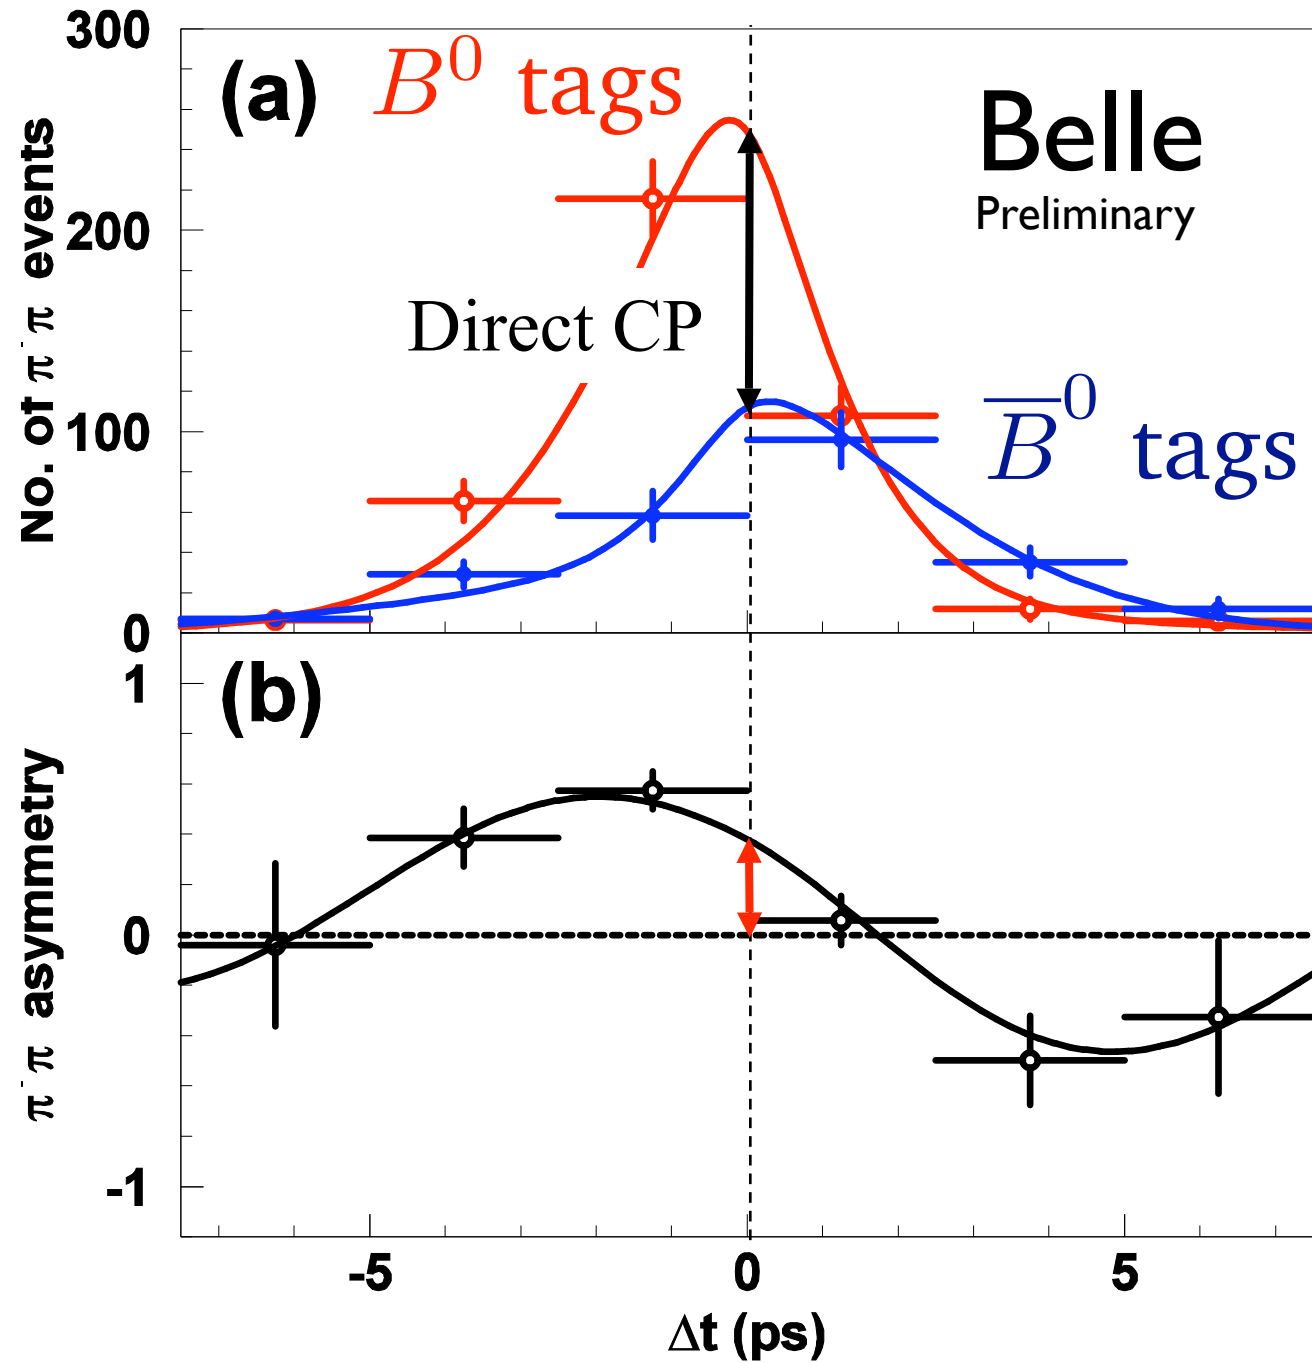 300
200
100
0
No. of π π events
(a)
B⁰ tags
Belle
Preliminary
Direct CP
B̅⁰ tags
1
0
-1
π π asymmetry
(b)
-5 0 5
Δt (ps)